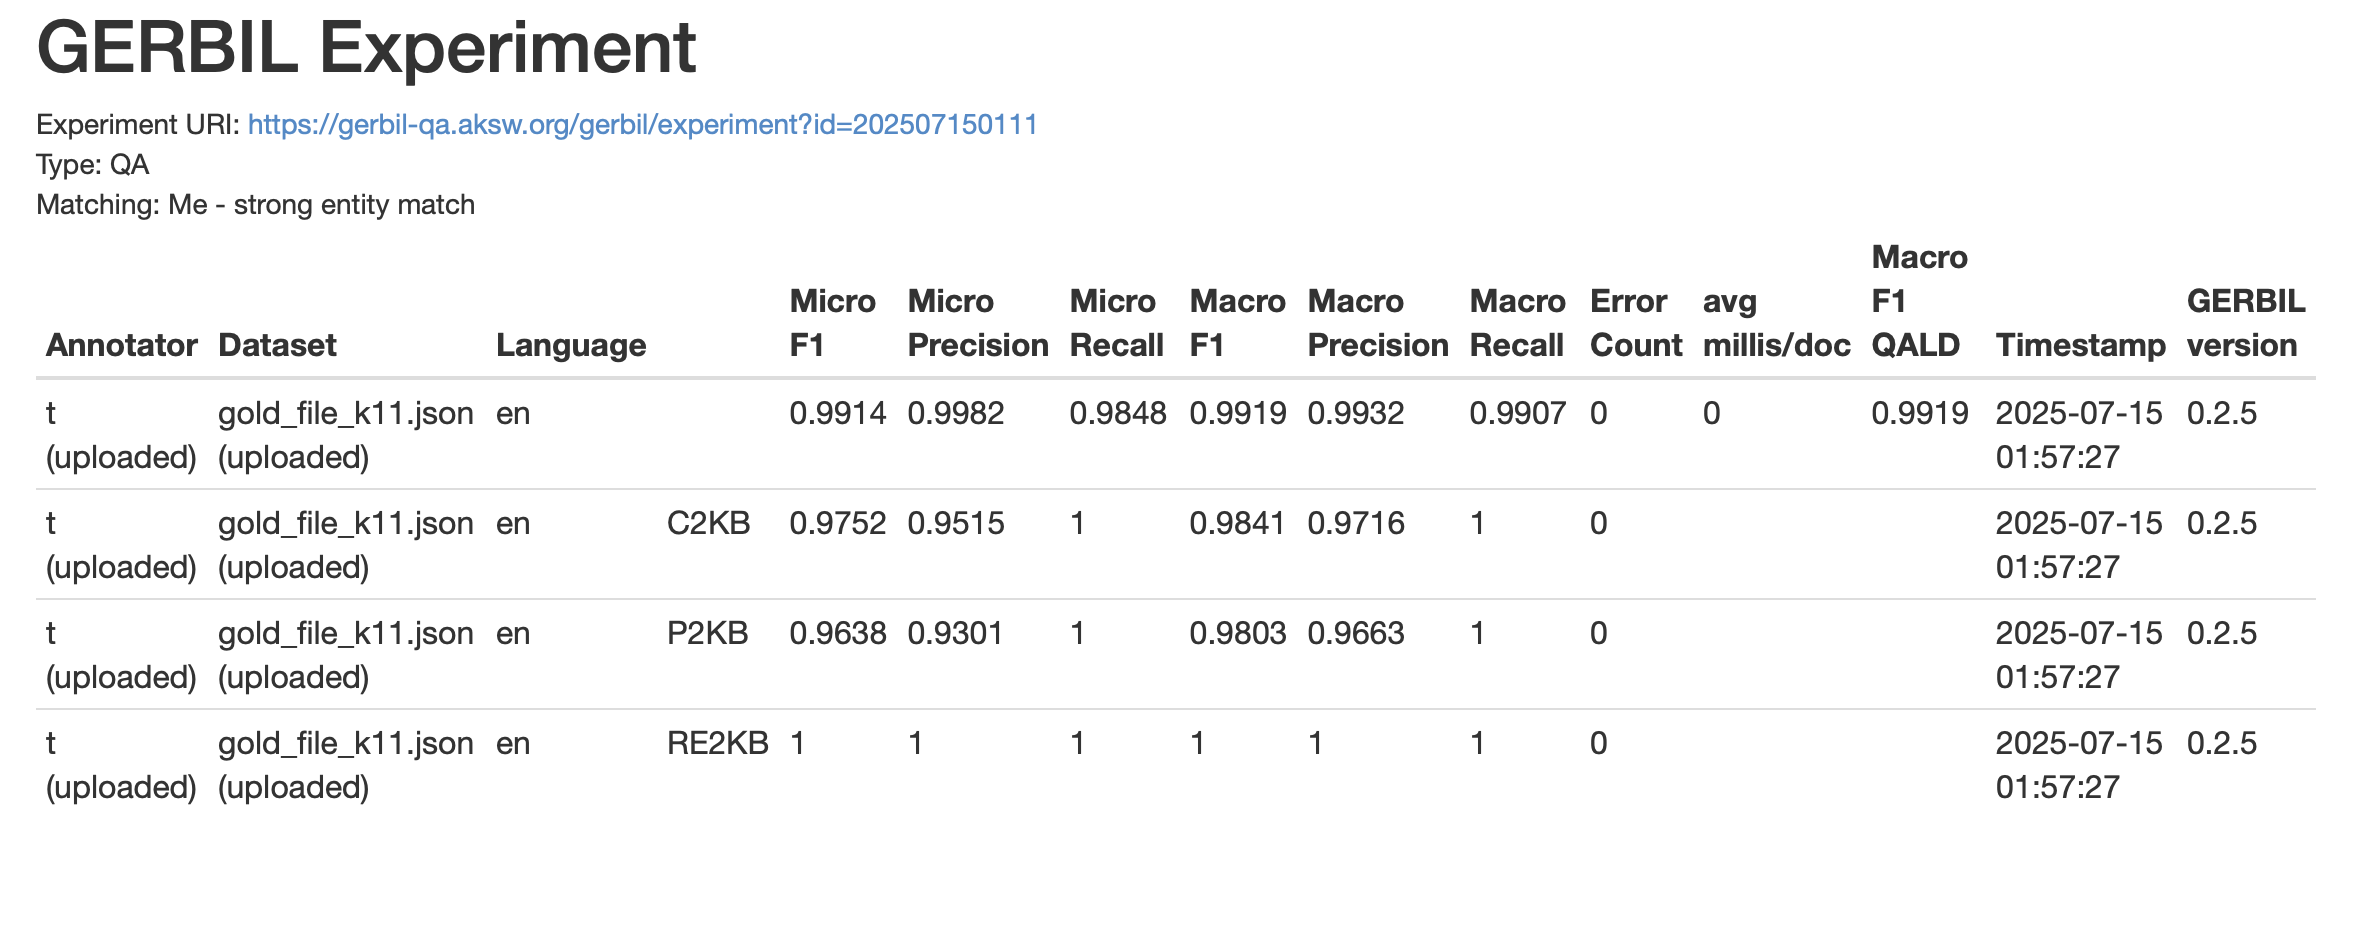 GERBIL Experiment
Experiment URI: https://gerbil-qa.aksw.org/gerbil/experiment?id=202507150111
Type: QA
Matching: Me - strong entity match
Annotator Dataset Language Micro F1 Micro Precision Micro Recall Macro F1 Macro Precision Macro Recall Error Count avg millis/doc Macro F1 QALD Timestamp GERBIL version
t (uploaded) gold_file_k11.json (uploaded) en 0.9914 0.9982 0.9848 0.9919 0.9932 0.9907 0 0 0.9919 2025-07-15 01:57:27 0.2.5
t (uploaded) gold_file_k11.json (uploaded) en C2KB 0.9752 0.9515 1 0.9841 0.9716 1 0 2025-07-15 01:57:27 0.2.5
t (uploaded) gold_file_k11.json (uploaded) en P2KB 0.9638 0.9301 1 0.9803 0.9663 1 0 2025-07-15 01:57:27 0.2.5
t (uploaded) gold_file_k11.json (uploaded) en RE2KB 1 1 1 1 1 1 0 2025-07-15 01:57:27 0.2.5